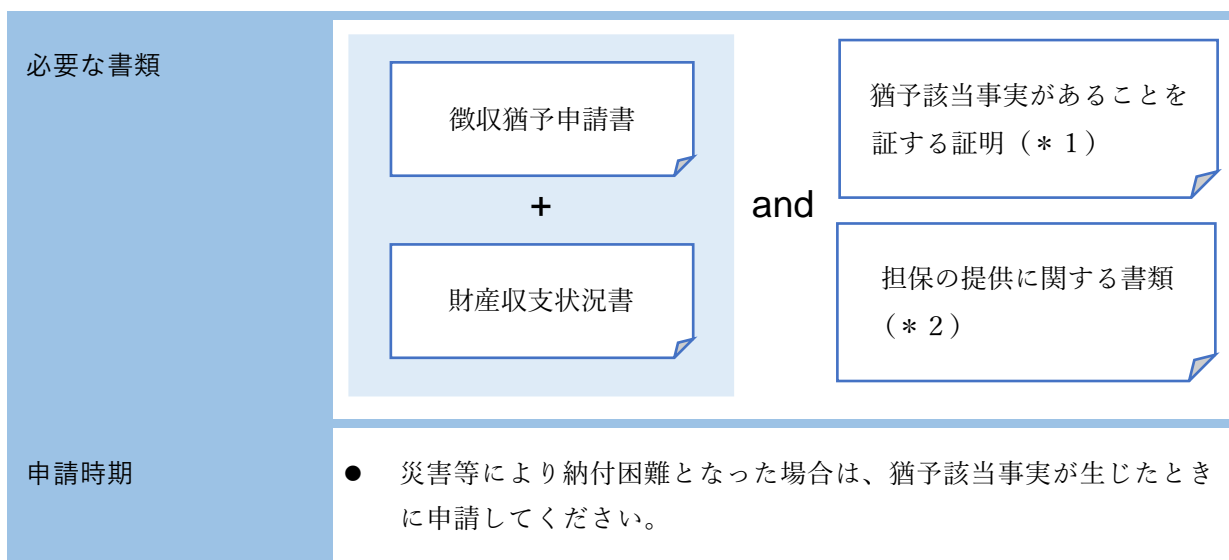 必要な書類
徴収猶予申請書
+
財産収支状況書
and
猶予該当事実があることを
証する証明（＊１）
担保の提供に関する書類
（＊２）
申請時期
● 災害等により納付困難となった場合は、猶予該当事実が生じたとき
に申請してください。